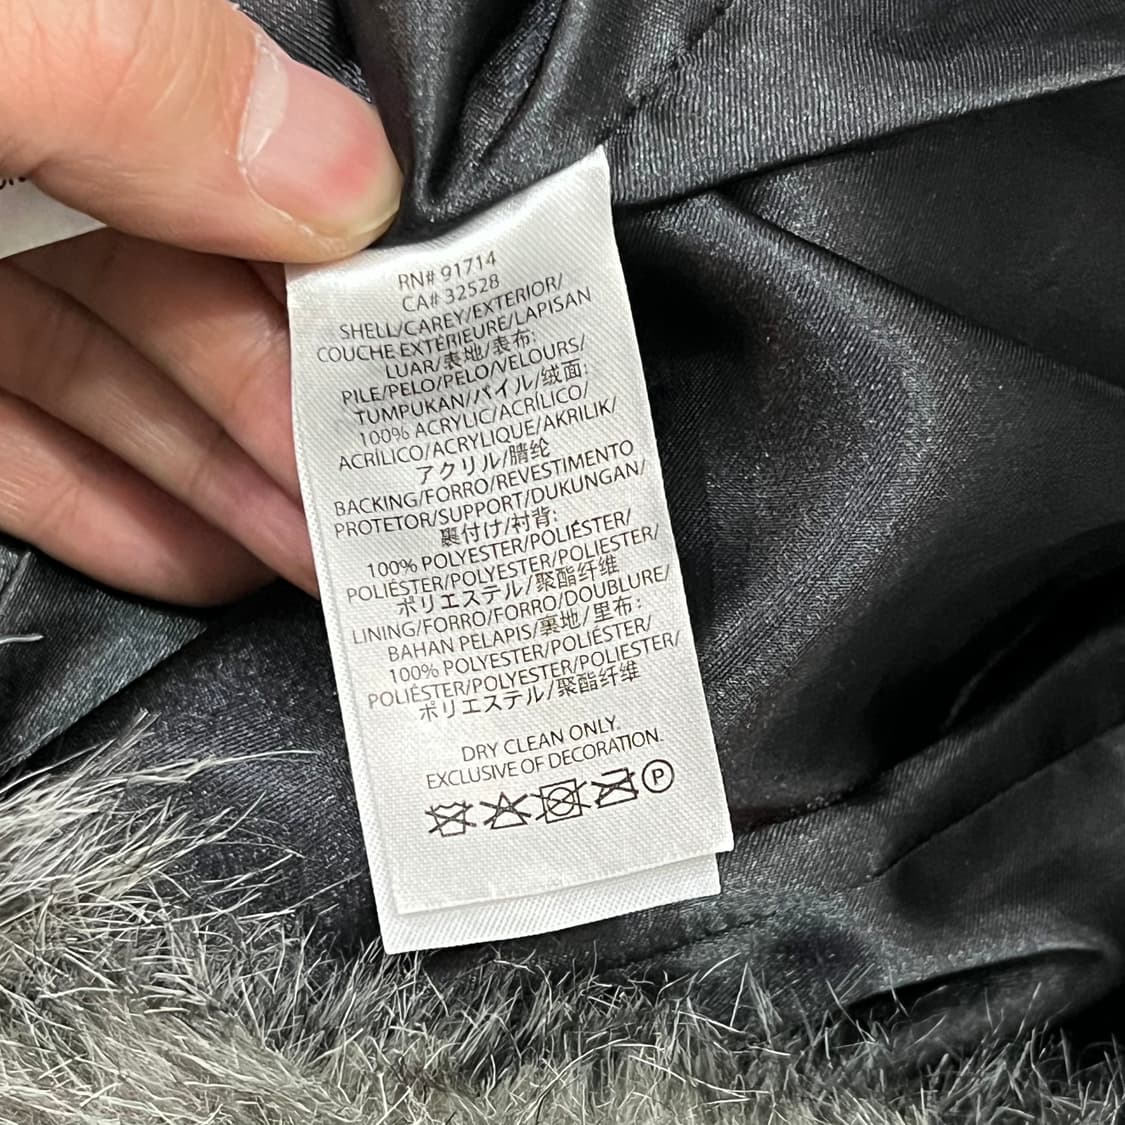 RN# 91714
CA# 32528
SHELL/CAREY/EXTERIOR/
COUCHE EXTÉRIEURE/LAPISAN
LUAR/表地/表布:
PILE/PELO/PELO/VELOURS/
TUMPUKAN//パイル/绒面:
100% ACRYLIC/ACRÍLICO/
ACRÍLICO/ACRYLIQUE/AKRILIK/
アクリル/腈纶
BACKING/FORRO/REVESTIMENTO
PROTETOR/SUPPORT/DUKUNGAN/
裏付け/衬背:
100% POLYESTER/POLIÉSTER/
POLIÉSTER/POLYESTER/POLIESTER/
ポリエステル/聚酯纤维
LINING/FORRO/FORRO/DOUBLURE/
BAHAN PELAPIS/裏地/里布:
100% POLYESTER/POLIÉSTER/
POLIÉSTER/POLYESTER/POLIESTER/
ポリエステル/聚酯纤维
DRY CLEAN ONLY.
EXCLUSIVE OF DECORATION.
P